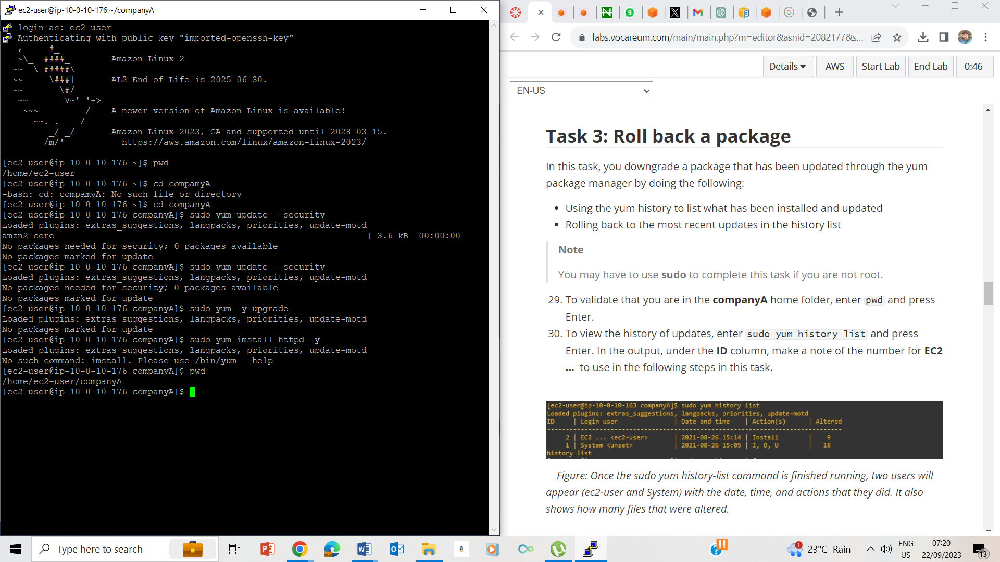 ec2-user@ip-10-0-10-176:~/companyA
login as: ec2-user
Authenticating with public key "imported-openssh-key"
   ,     #_
   ~\_  ####_        Amazon Linux 2
  ~~  \_#####\
  ~~     \###|       AL2 End of Life is 2025-06-30.
  ~~       \#/ ___
   ~~       V~' '->
    ~~~         /    A newer version of Amazon Linux is available!
      ~~._.   _/
         _/ _/       Amazon Linux 2023, GA and supported until 2028-03-15.
       _/m/'           https://aws.amazon.com/linux/amazon-linux-2023/
[ec2-user@ip-10-0-10-176 ~]$ pwd
/home/ec2-user
[ec2-user@ip-10-0-10-176 ~]$ cd compamyA
-bash: cd: compamyA: No such file or directory
[ec2-user@ip-10-0-10-176 ~]$ cd companyA
[ec2-user@ip-10-0-10-176 companyA]$ sudo yum update --security
Loaded plugins: extras_suggestions, langpacks, priorities, update-motd
amzn2-core | 3.6 kB 00:00:00
No packages needed for security; 0 packages available
No packages marked for update
[ec2-user@ip-10-0-10-176 companyA]$ sudo yum update --security
Loaded plugins: extras_suggestions, langpacks, priorities, update-motd
No packages needed for security; 0 packages available
No packages marked for update
[ec2-user@ip-10-0-10-176 companyA]$ sudo yum -y upgrade
Loaded plugins: extras_suggestions, langpacks, priorities, update-motd
No packages marked for update
[ec2-user@ip-10-0-10-176 companyA]$ sudo yum imstall httpd -y
Loaded plugins: extras_suggestions, langpacks, priorities, update-motd
No such command: imstall. Please use /bin/yum --help
[ec2-user@ip-10-0-10-176 companyA]$ pwd
/home/ec2-user/companyA
[ec2-user@ip-10-0-10-176 companyA]$
labs.vocareum.com/main/main.php?m=editor&asnid=2082177&s...
Details AWS Start Lab End Lab 0:46
EN-US
Task 3: Roll back a package
In this task, you downgrade a package that has been updated through the yum
package manager by doing the following:
• Using the yum history to list what has been installed and updated
• Rolling back to the most recent updates in the history list
Note
You may have to use sudo to complete this task if you are not root.
29. To validate that you are in the companyA home folder, enter pwd and press
Enter.
30. To view the history of updates, enter sudo yum history list and press
Enter. In the output, under the ID column, make a note of the number for EC2
... to use in the following steps in this task.
[ec2-user@ip-10-0-10-163 companyA]$ sudo yum history list
Loaded plugins: extras_suggestions, langpacks, priorities, update-motd
ID | Login user | Date and time | Action(s) | Altered
-------------------------------------------------------------------------------
2 | EC2 ... <ec2-user> | 2021-08-26 15:14 | Install | 9
1 | System <unset> | 2021-08-26 15:05 | I, O, U | 18
history list
Figure: Once the sudo yum history-list command is finished running, two users will
appear (ec2-user and System) with the date, time, and actions that they did. It also
shows how many files that were altered.
Type here to search
23°C Rain
ENG
US
07:20
22/09/2023
13